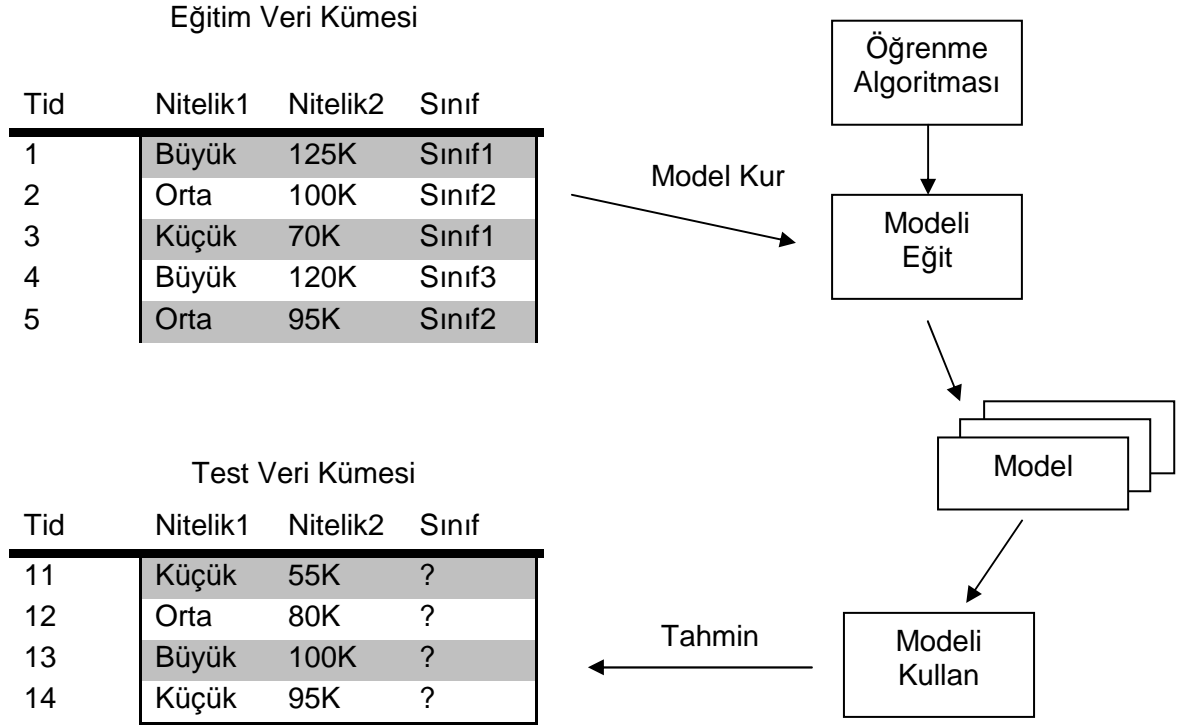 Eğitim Veri Kümesi
Tid Nitelik1 Nitelik2 Sınıf
1 Büyük 125K Sınıf1
2 Orta 100K Sınıf2
3 Küçük 70K Sınıf1
4 Büyük 120K Sınıf3
5 Orta 95K Sınıf2
Model Kur
Öğrenme
Algoritması
Modeli
Eğit
Model
Test Veri Kümesi
Tid Nitelik1 Nitelik2 Sınıf
11 Küçük 55K ?
12 Orta 80K ?
13 Büyük 100K ?
14 Küçük 95K ?
Tahmin
Modeli
Kullan